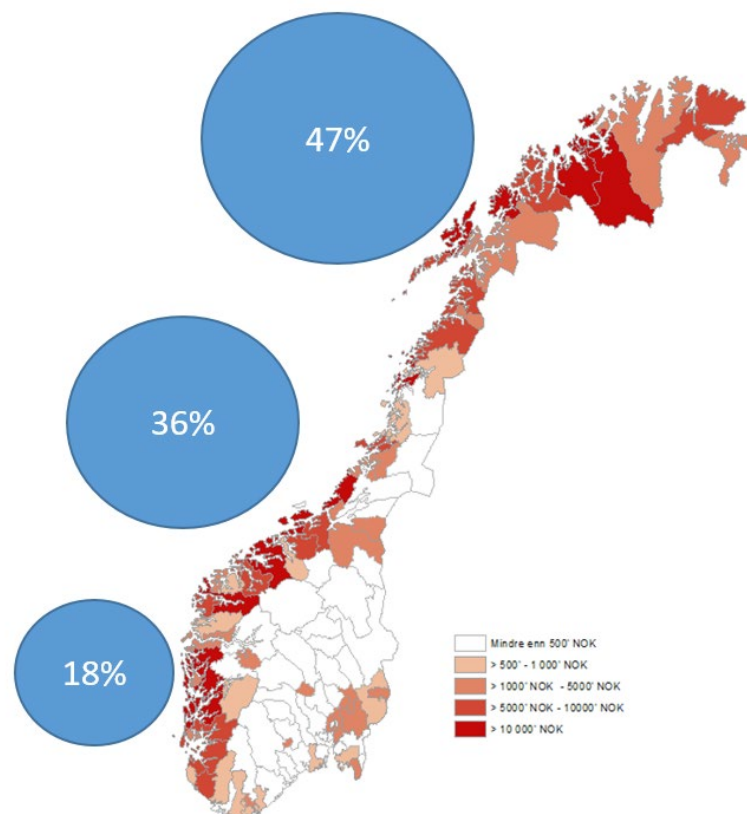 47%
36%
18%
Mindre enn 500' NOK
> 500' - 1 000' NOK
> 1000' NOK - 5000' NOK
> 5000' NOK - 10000' NOK
> 10 000' NOK